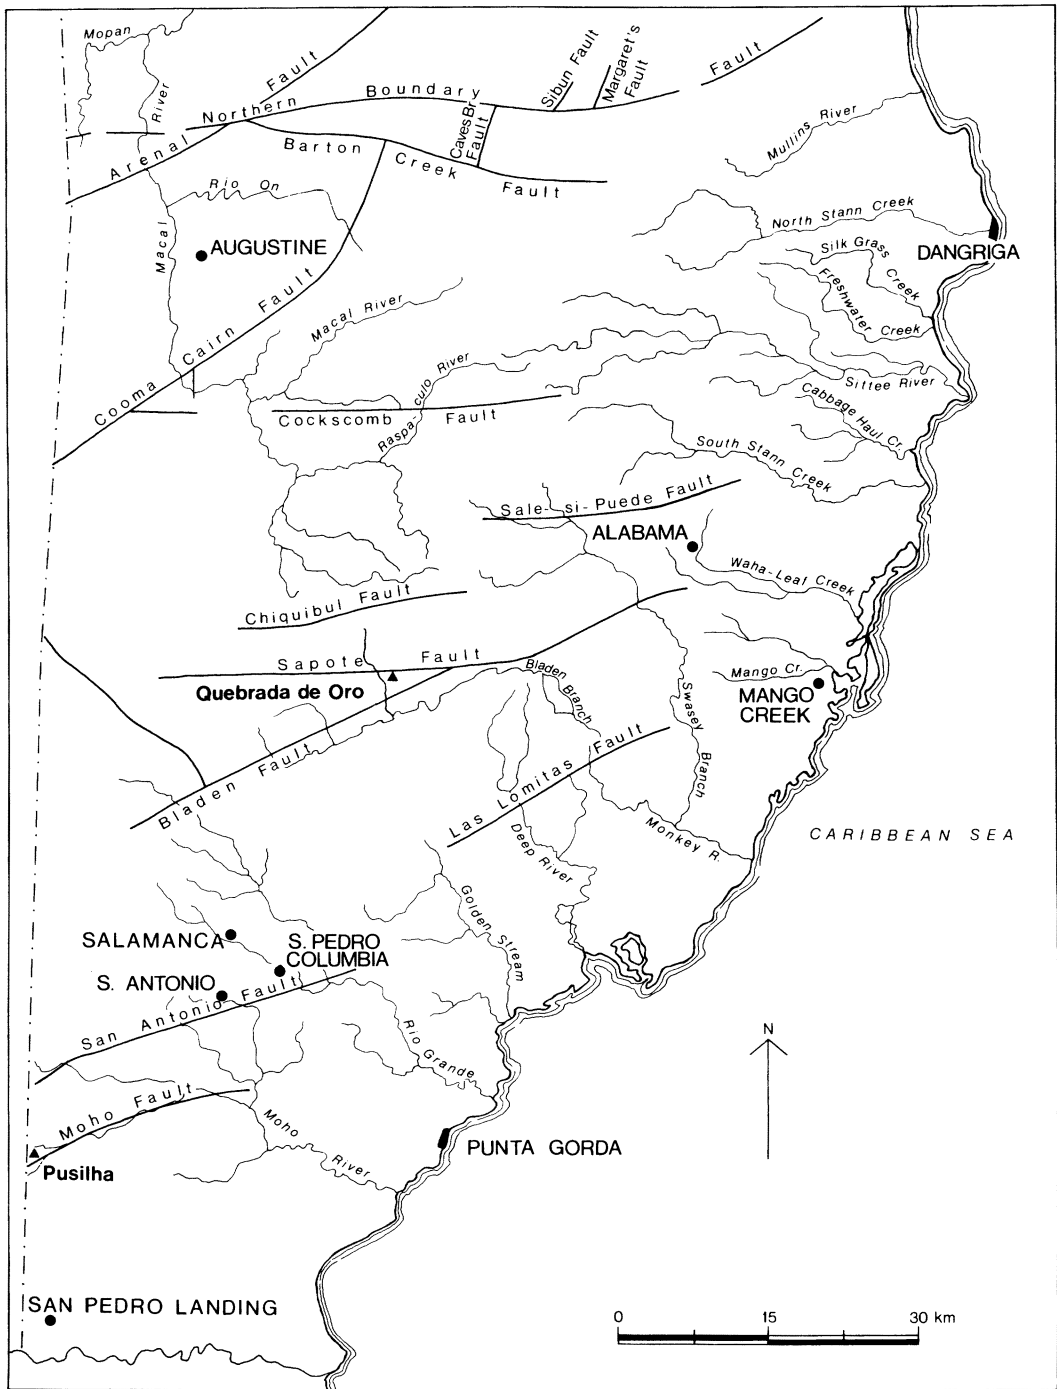 Mopan
River
Arenal Fault
Northern Boundary Fault
Sibun Fault
Margaret's
Fault
Caves Br.
Fault
Barton Creek Fault
Mullins River
Rio On
Macal
AUGUSTINE
North Stann Creek
DANGRIGA
Silk Grass Creek
Freshwater Creek
Cooma Cairn Fault
Macal River
Raspa-culo River
Sittee River
Cabbage Haul Cr.
Cockscomb Fault
South Stann Creek
Sale-si-Puede Fault
ALABAMA
Waha-Leaf Creek
Chiquibul Fault
Sapote Fault
Bladen
Branch
Quebrada de Oro
Mango Cr.
MANGO
CREEK
Swasey Branch
Bladen Fault
Las Lomitas Fault
Monkey R.
CARIBBEAN SEA
Deep River
Golden Stream
SALAMANCA
S. PEDRO
COLUMBIA
S. ANTONIO
San Antonio Fault
Rio Grande
N
Moho Fault
Moho River
PUNTA GORDA
Pusilha
SAN PEDRO LANDING
0 15 30 km